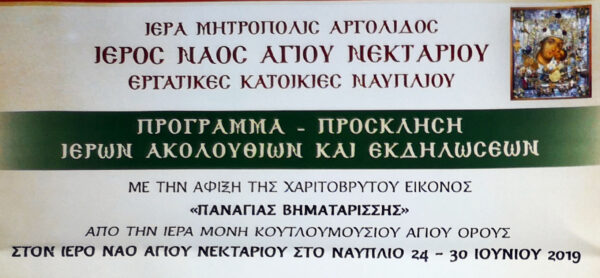 ΙΕΡΑ ΜΗΤΡΟΠΟΛΙΣ ΑΡΓΟΛΙΔΟΣ
ΙΕΡΟΣ ΝΑΟΣ ΑΓΙΟΥ ΝΕΚΤΑΡΙΟΥ
ΕΡΓΑΤΙΚΕΣ ΚΑΤΟΙΚΙΕΣ ΝΑΥΠΛΙΟΥ
ΠΡΟΓΡΑΜΜΑ - ΠΡΟΣΚΛΗΣΗ
ΙΕΡΩΝ ΑΚΟΛΟΥΘΙΩΝ ΚΑΙ ΕΚΔΗΛΩΣΕΩΝ
ΜΕ ΤΗΝ ΑΦΙΞΗ ΤΗΣ ΧΑΡΙΤΟΒΡΥΤΟΥ ΕΙΚΟΝΟΣ
«ΠΑΝΑΓΙΑΣ ΒΗΜΑΤΑΡΙΣΣΗΣ»
ΑΠΟ ΤΗΝ ΙΕΡΑ ΜΟΝΗ ΚΟΥΤΛΟΥΜΟΥΣΙΟΥ ΑΓΙΟΥ ΟΡΟΥΣ
ΣΤΟΝ ΙΕΡΟ ΝΑΟ ΑΓΙΟΥ ΝΕΚΤΑΡΙΟΥ ΣΤΟ ΝΑΥΠΛΙΟ 24 - 30 ΙΟΥΝΙΟΥ 2019